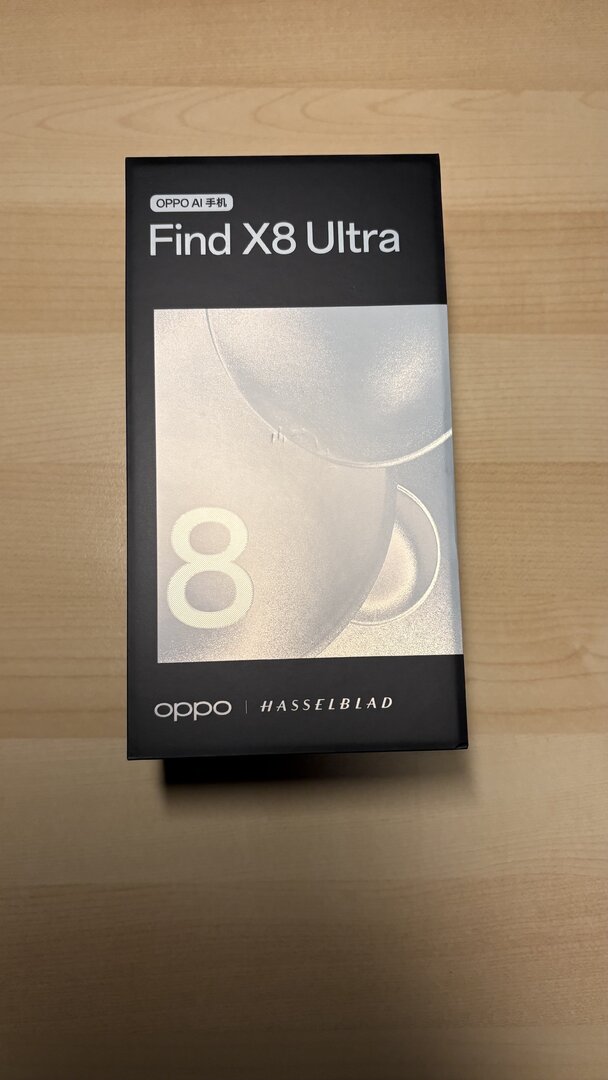 OPPO AI 手机
Find X8 Ultra
8
oppo | HASSELBLAD